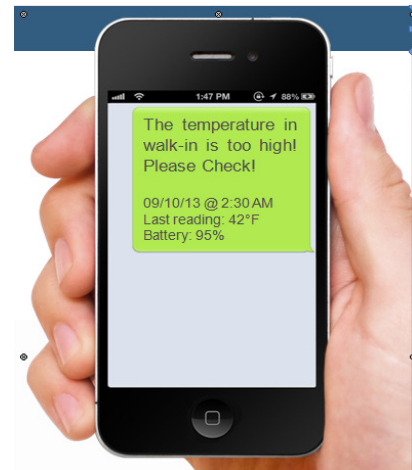 1:47 PM 88%
The temperature in
walk-in is too high!
Please Check!
09/10/13 @ 2:30 AM
Last reading: 42°F
Battery: 95%